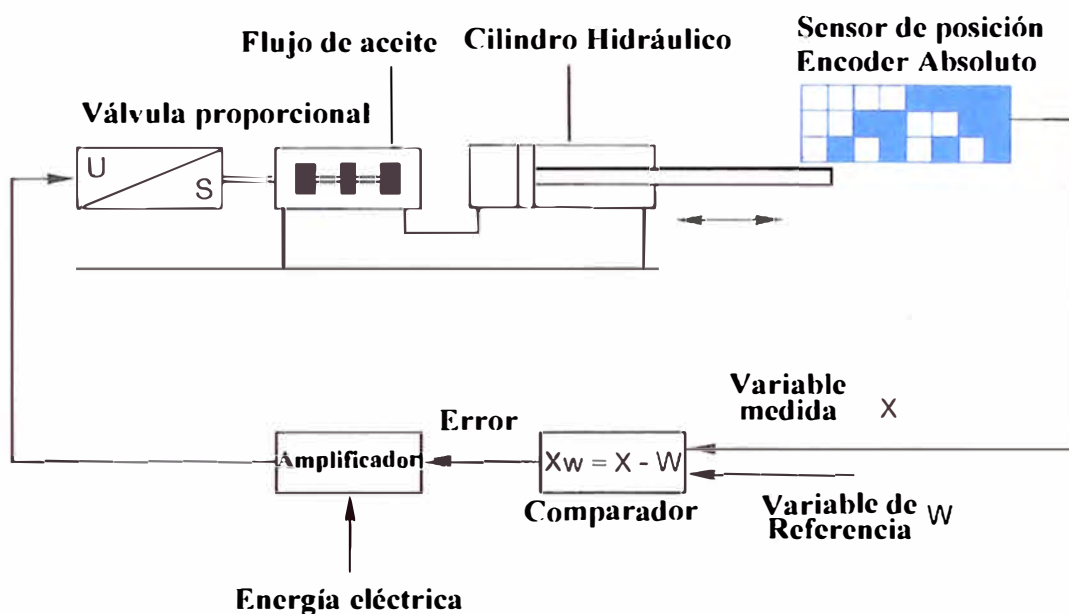 Sensor de posición
Encoder Absoluto
Flujo de aceite
Cilindro Hidráulico
Válvula proporcional
U
S
Variable
medida X
Error
Amplificador
Xw = X - W
Comparador
Variable de
Referencia W
Energía eléctrica